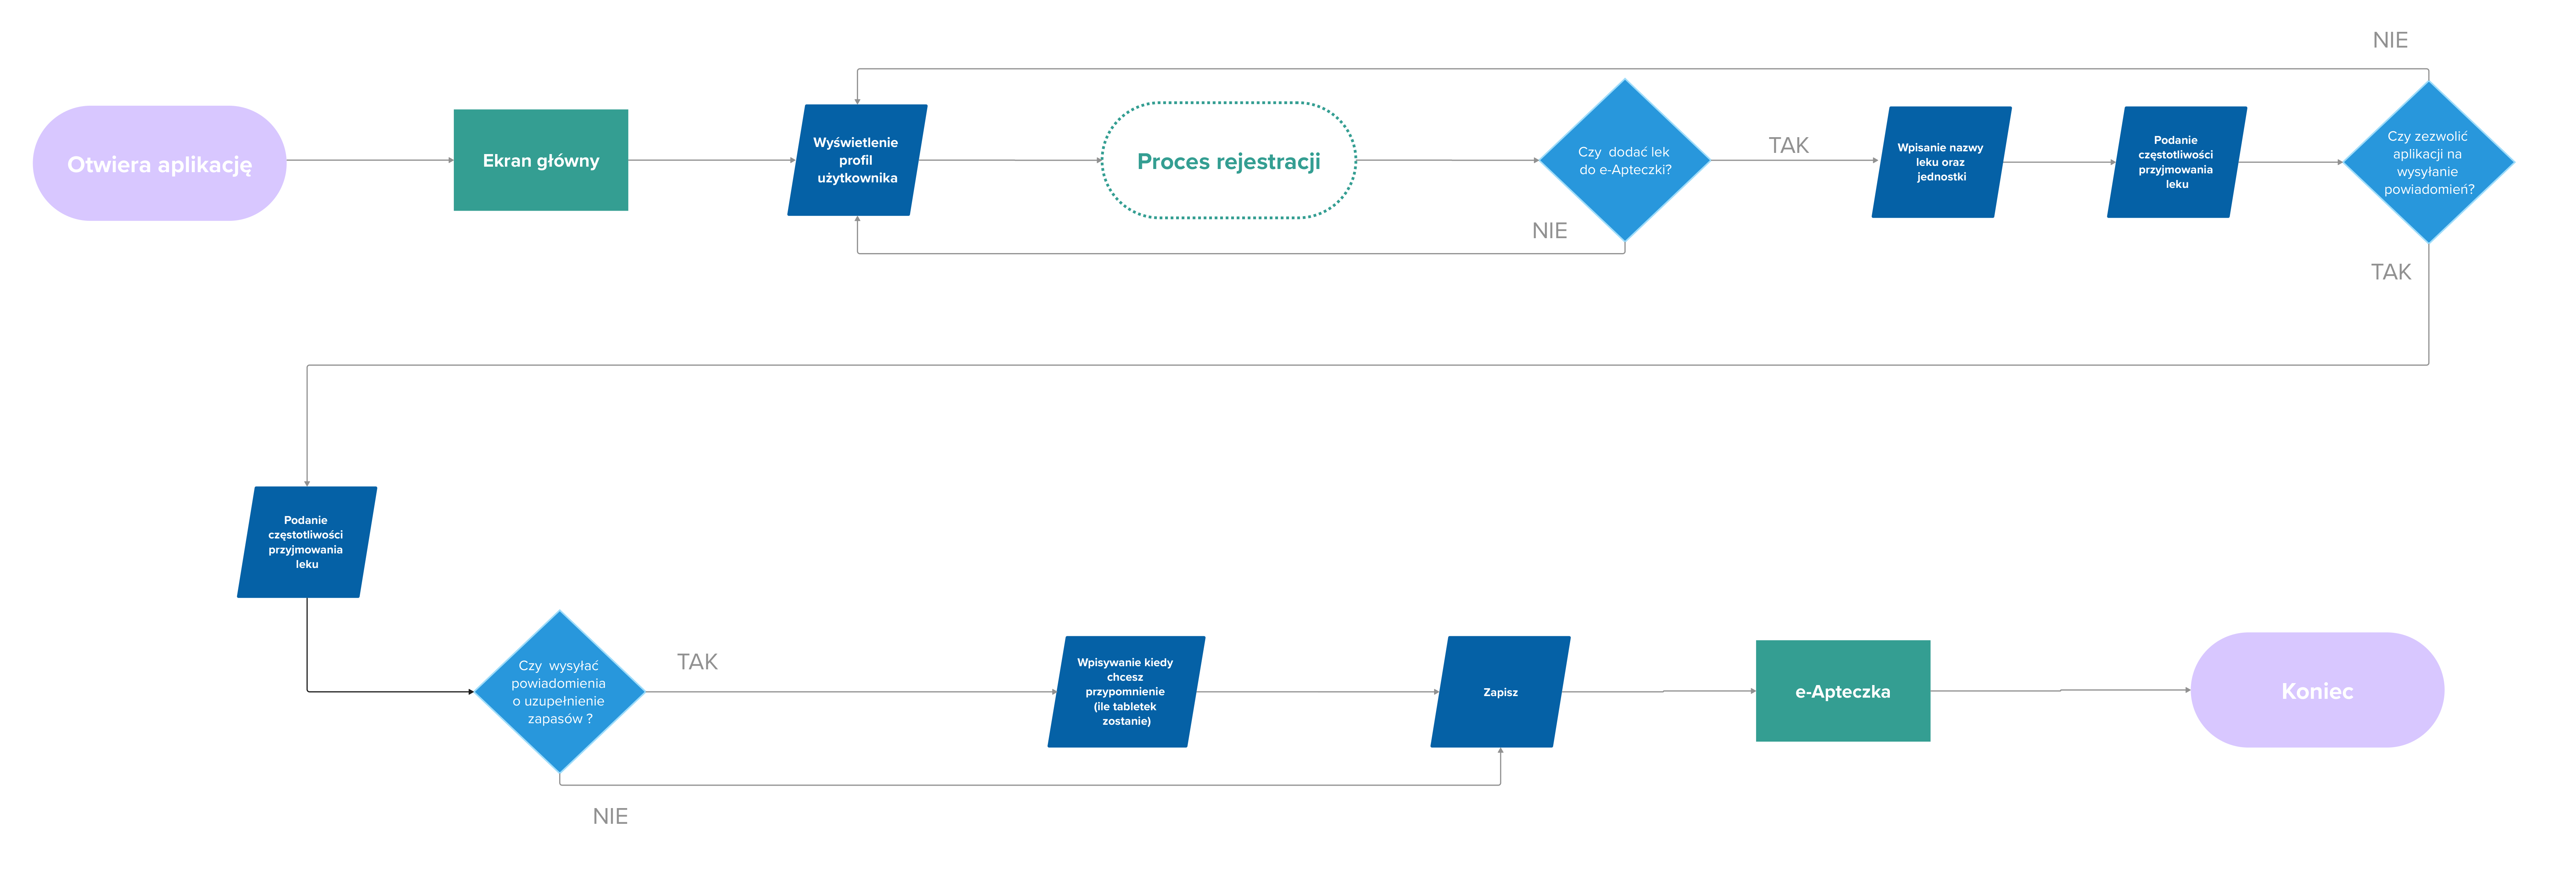 NIE
Otwiera aplikację
Ekran główny
Wyświetlenie
profil
użytkownika
Proces rejestracji
Czy dodać lek
do e-Apteczki?
TAK
NIE
Wpisanie nazwy
leku oraz
jednostki
Podanie
częstotliwości
przyjmowania
leku
Czy zezwolić
aplikacji na
wysyłanie
powiadomień?
TAK
Podanie
częstotliwości
przyjmowania
leku
Czy wysyłać
powiadomienia
o uzupełnienie
zapasów ?
TAK
NIE
Wpisywanie kiedy
chcesz
przypomnienie
(ile tabletek
zostanie)
Zapisz
e-Apteczka
Koniec